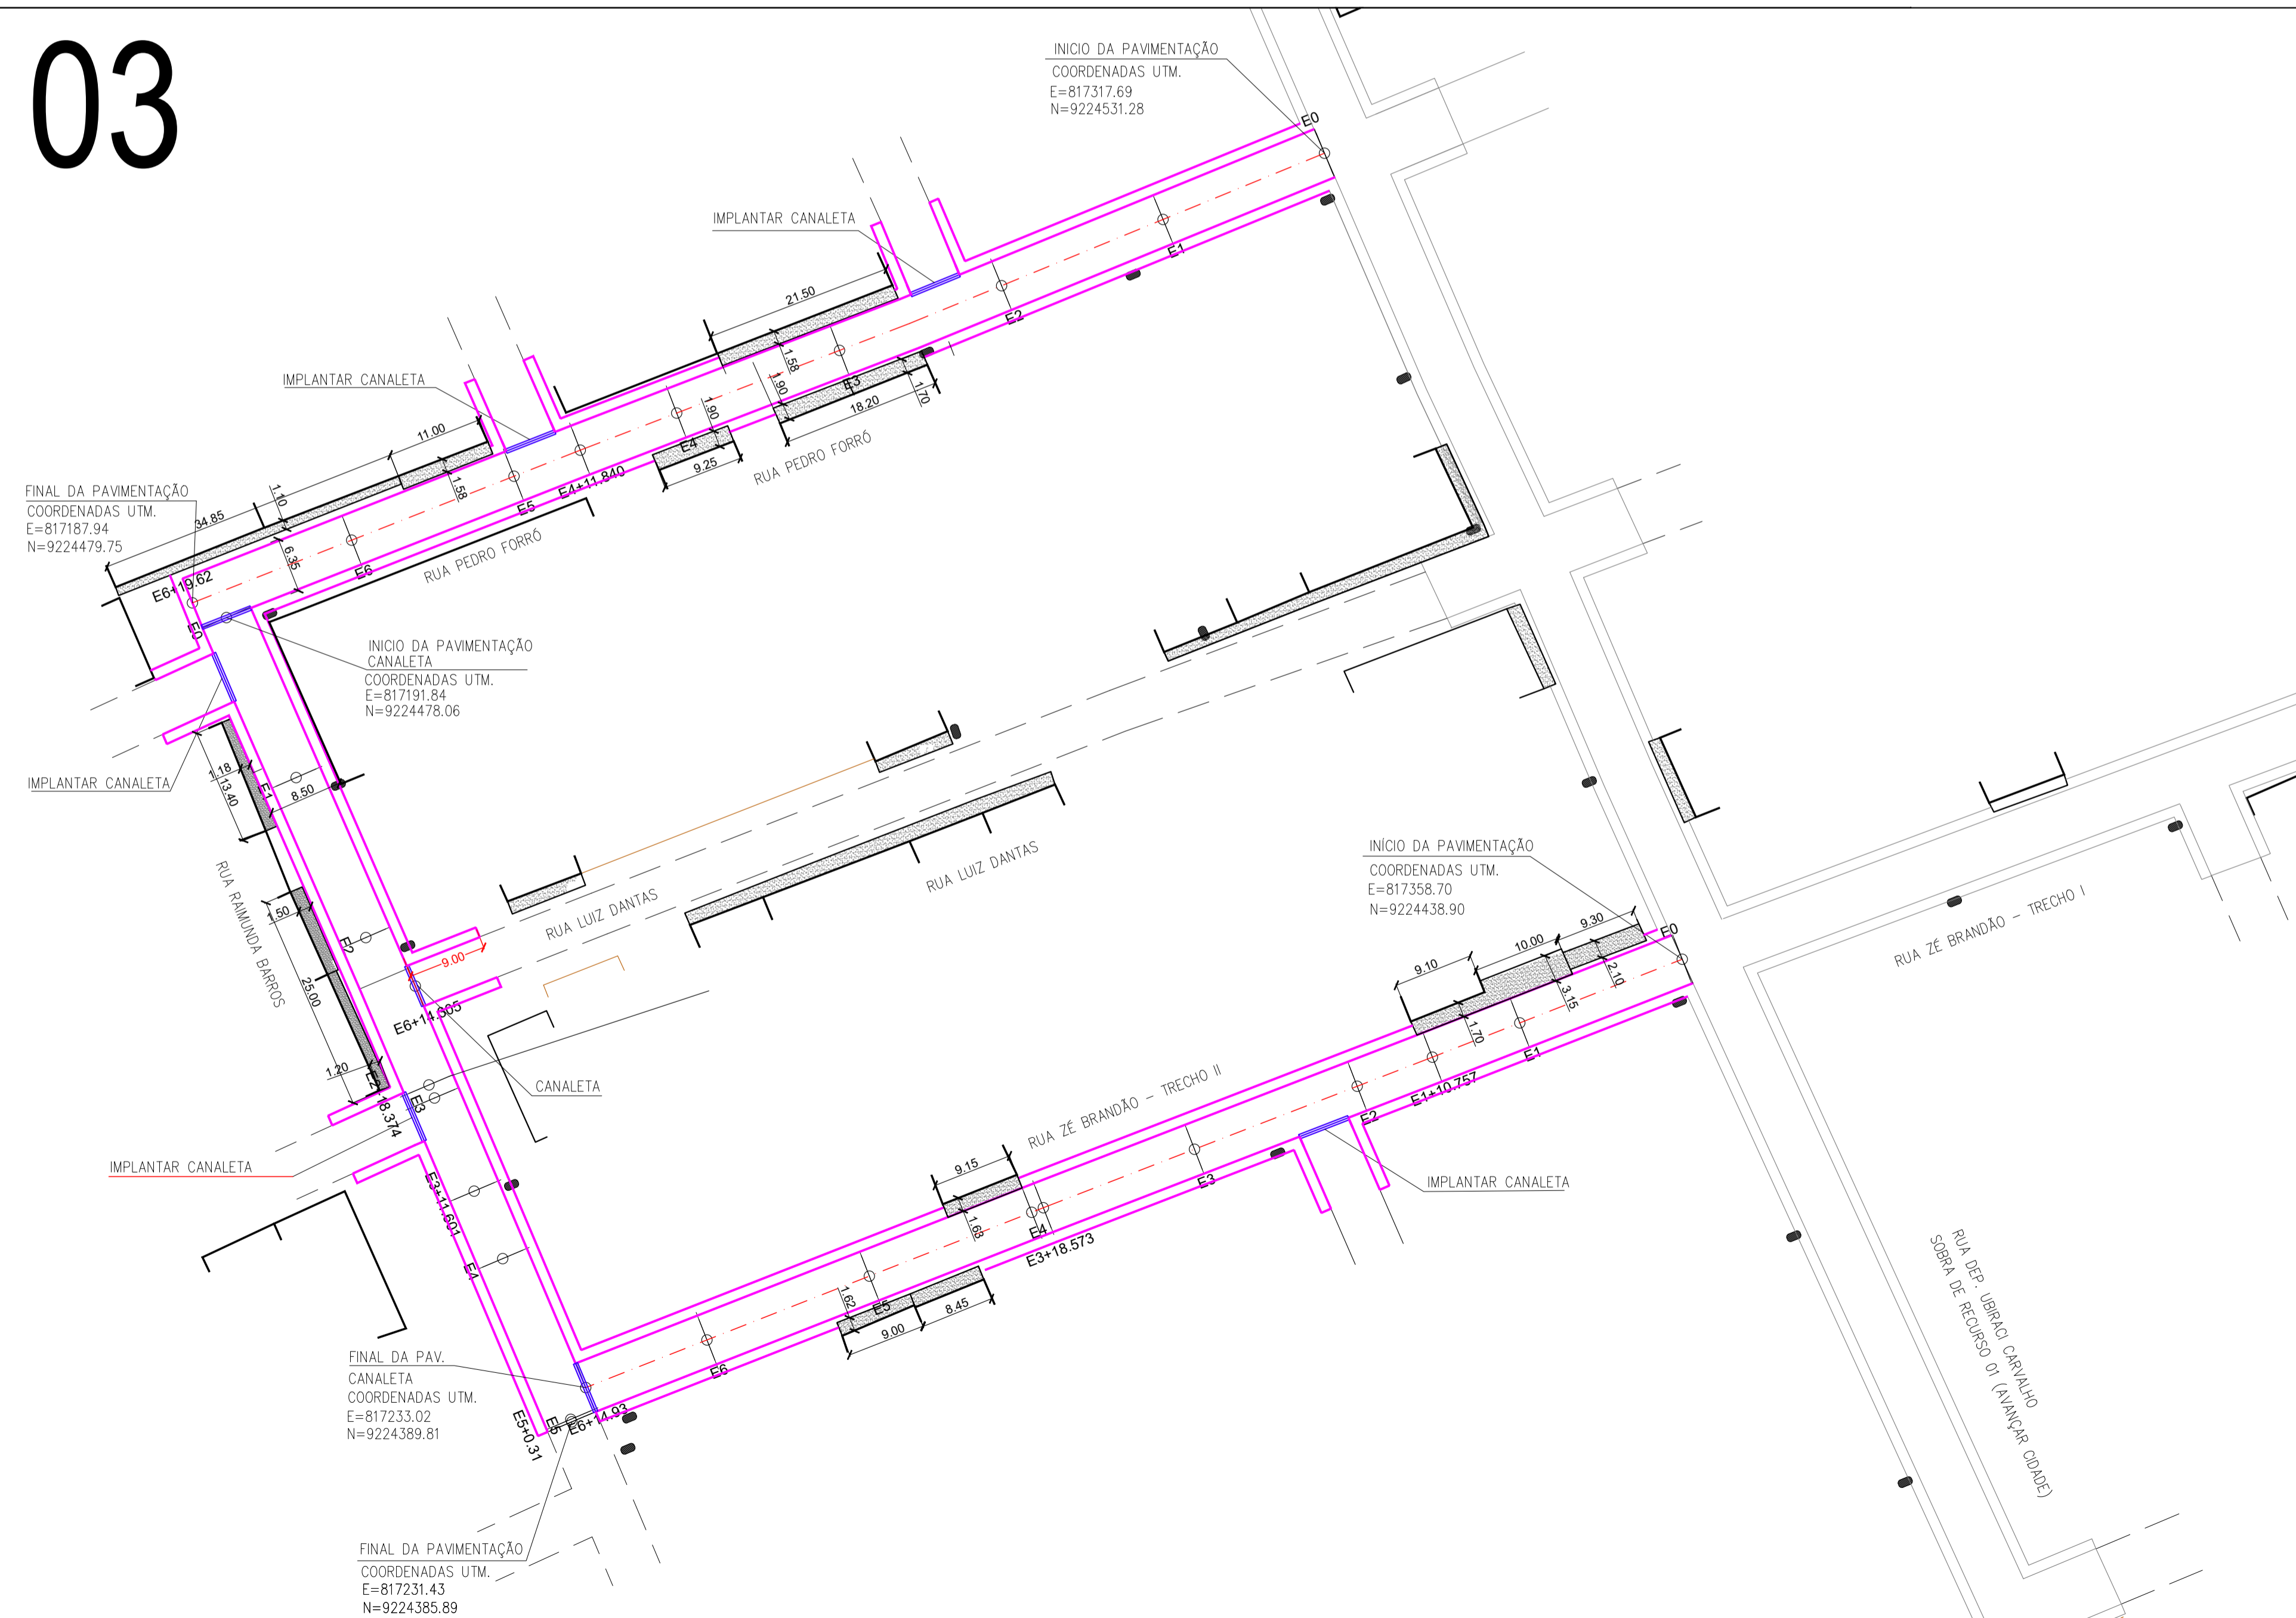 03
INICIO DA PAVIMENTAÇÃO
COORDENADAS UTM.
E=817317.69
N=9224531.28
E0
IMPLANTAR CANALETA
E1
E2
21.50
1.58
1.90
E3
1.70
18.20
RUA PEDRO FORRÓ
IMPLANTAR CANALETA
1.90
E4
9.25
E4+11.840
11.00
1.58
E5
FINAL DA PAVIMENTAÇÃO
COORDENADAS UTM.
E=817187.94
N=9224479.75
34.85
1.10
6.35
E6
RUA PEDRO FORRÓ
E6+19.62
E0
INICIO DA PAVIMENTAÇÃO
CANALETA
COORDENADAS UTM.
E=817191.84
N=9224478.06
IMPLANTAR CANALETA
1.18
13.40
E1
8.50
RUA RAIMUNDA BARROS
1.50
E2
25.00
1.20
E2+18.374
E3
RUA LUIZ DANTAS
RUA LUIZ DANTAS
9.00
E6+14.305
CANALETA
IMPLANTAR CANALETA
E3+11.601
E4
INÍCIO DA PAVIMENTAÇÃO
COORDENADAS UTM.
E=817358.70
N=9224438.90
E0
9.30
10.00
9.10
2.10
3.15
1.70
E1
E1+10.757
E2
RUA ZÉ BRANDÃO - TRECHO I
RUA ZÉ BRANDÃO - TRECHO II
IMPLANTAR CANALETA
E3
9.15
1.68
E4
E3+18.573
1.62
E5
8.45
9.00
E6
FINAL DA PAV.
CANALETA
COORDENADAS UTM.
E=817233.02
N=9224389.81
E5+0.31
E5
E6+14.93
RUA DEP. UBIRACI CARVALHO
SOBRA DE RECURSO 01 (AVANÇAR CIDADE)
FINAL DA PAVIMENTAÇÃO
COORDENADAS UTM.
E=817231.43
N=9224385.89